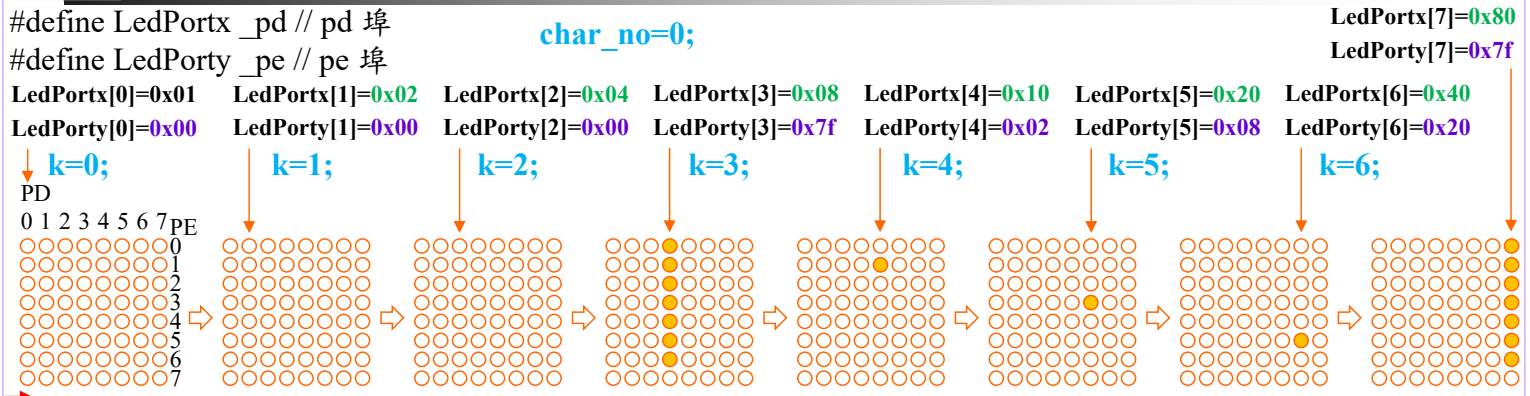 #define LedPortx _pd // pd 埠
#define LedPorty _pe // pe 埠
char_no=0;
LedPortx[7]=0x80
LedPorty[7]=0x7f
LedPortx[0]=0x01
LedPorty[0]=0x00
k=0;
LedPortx[1]=0x02
LedPorty[1]=0x00
k=1;
LedPortx[2]=0x04
LedPorty[2]=0x00
k=2;
LedPortx[3]=0x08
LedPorty[3]=0x7f
k=3;
LedPortx[4]=0x10
LedPorty[4]=0x02
k=4;
LedPortx[5]=0x20
LedPorty[5]=0x08
k=5;
LedPortx[6]=0x40
LedPorty[6]=0x20
k=6;
PD
0 1 2 3 4 5 6 7 PE
0
1
2
3
4
5
6
7